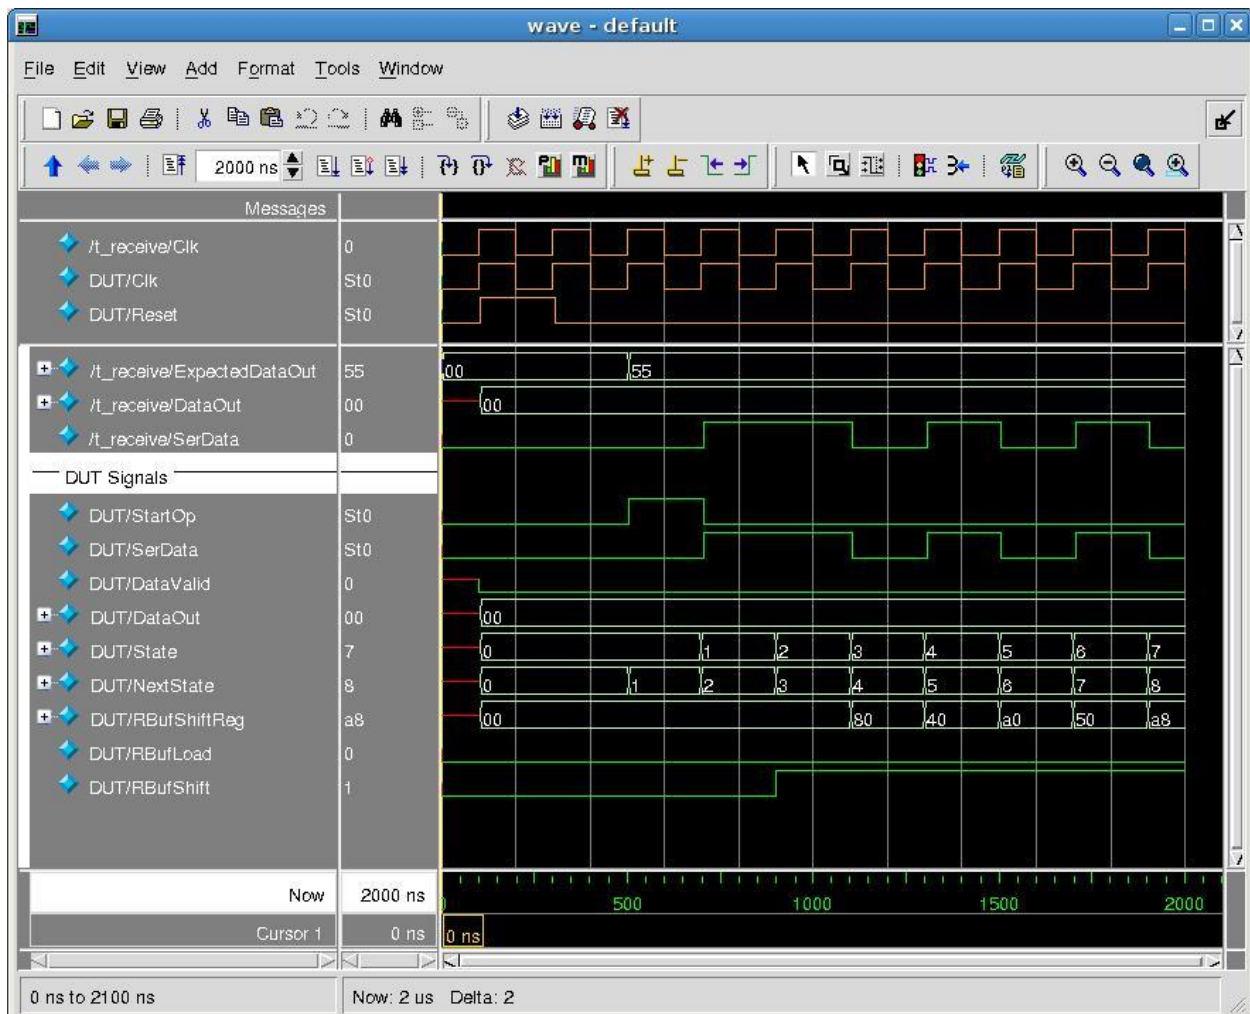 wave - default
File Edit View Add Format Tools Window
2000 ns
Messages
/t_receive/Clk 0
DUT/Clk St0
DUT/Reset St0
/t_receive/ExpectedDataOut 55 00 55
/t_receive/DataOut 00 00
/t_receive/SerData 0
DUT Signals
DUT/StartOp St0
DUT/SerData St0
DUT/DataValid 0
DUT/DataOut 00 00
DUT/State 7 0 1 2 3 4 5 6 7
DUT/NextState 8 0 1 2 3 4 5 6 7 8
DUT/RBufShiftReg a8 00 80 40 a0 50 a8
DUT/RBufLoad 0
DUT/RBufShift 1
Now 2000 ns 500 1000 1500 2000
Cursor 1 0 ns 0 ns
0 ns to 2100 ns Now: 2 us Delta: 2